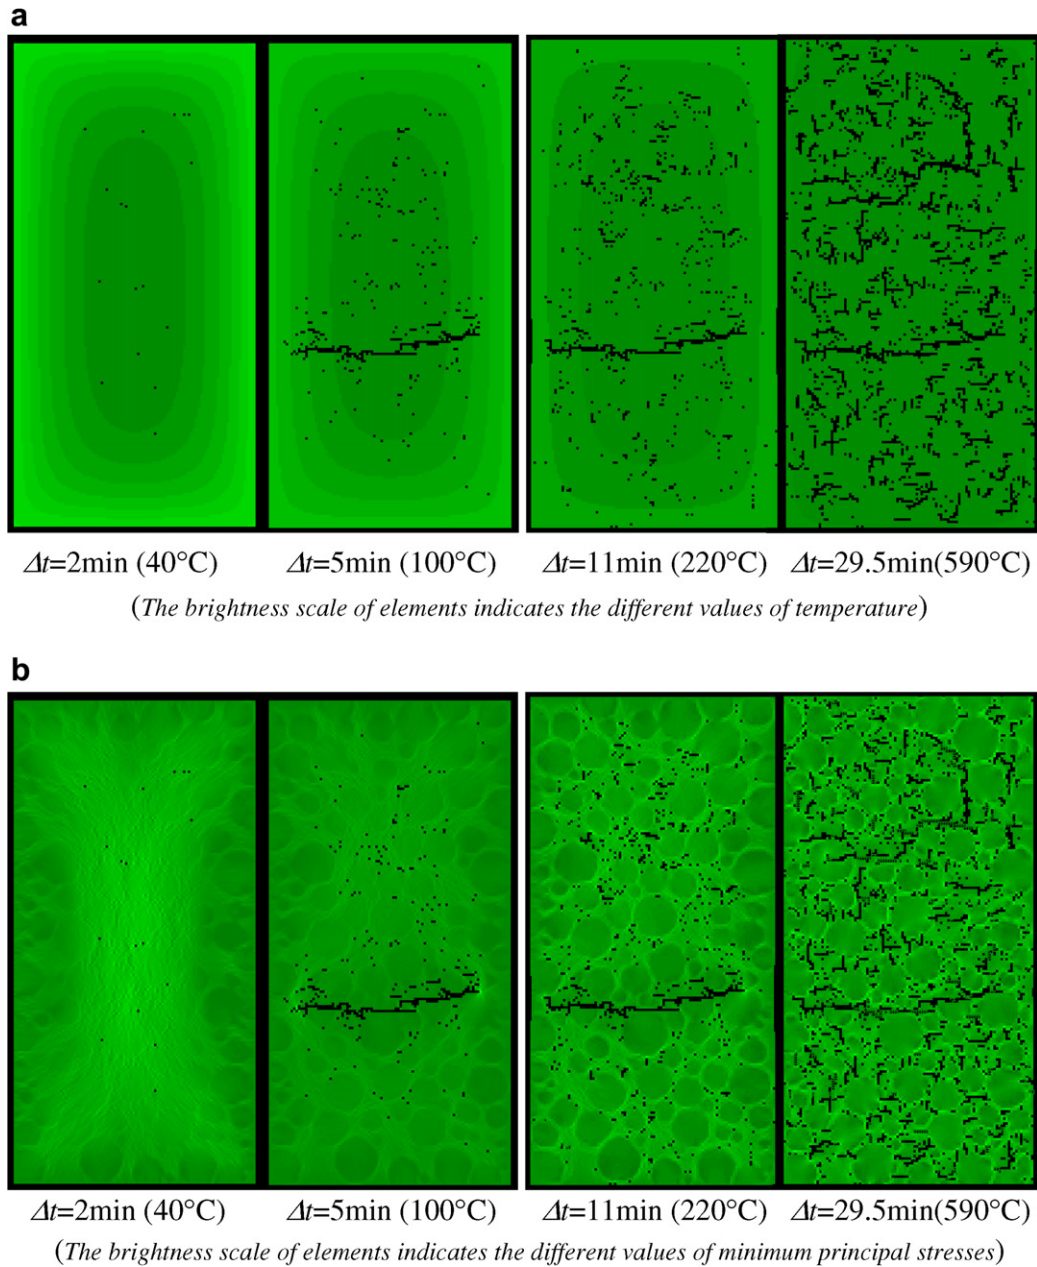 a
Δt=2min (40°C) Δt=5min (100°C) Δt=11min (220°C) Δt=29.5min(590°C)
(The brightness scale of elements indicates the different values of temperature)
b
Δt=2min (40°C) Δt=5min (100°C) Δt=11min (220°C) Δt=29.5min(590°C)
(The brightness scale of elements indicates the different values of minimum principal stresses)